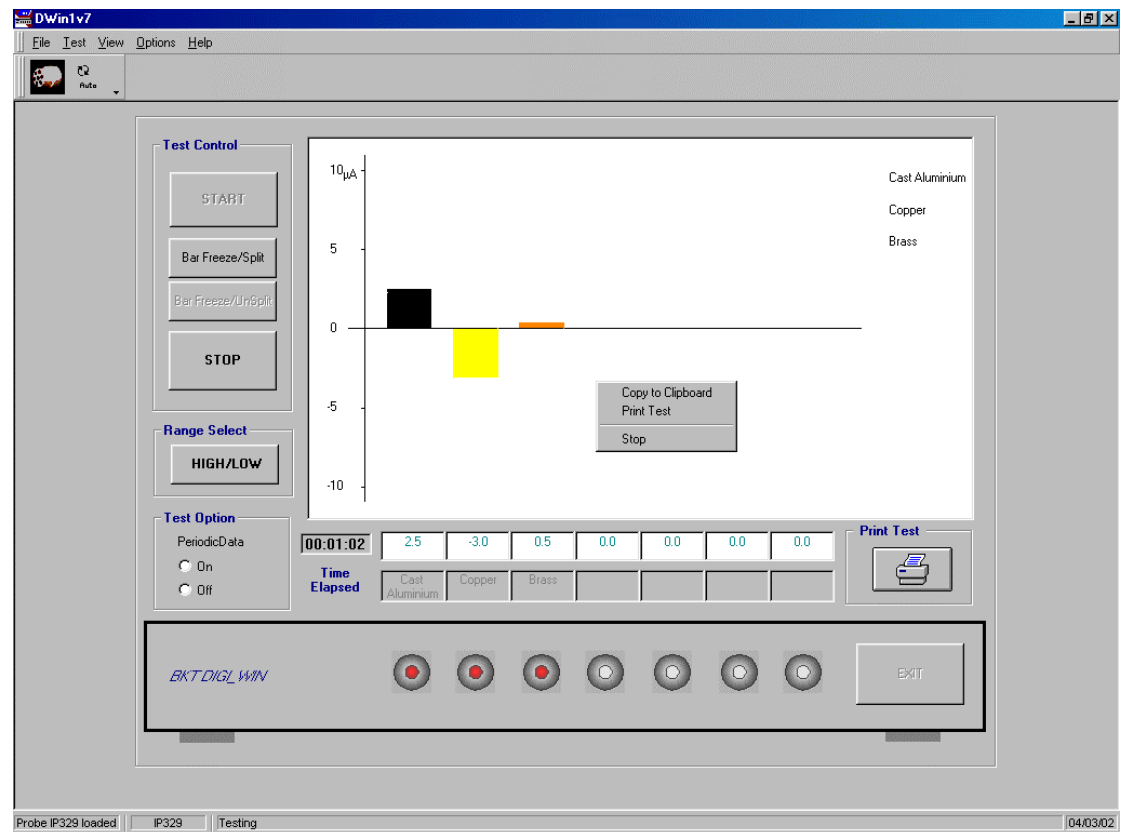 DWin1v7
File Test View Options Help
Auto
Test Control
START
Bar Freeze/Split
Bar Freeze/UnSplit
STOP
Range Select
HIGH/LOW
Test Option
PeriodicData
On
Off
10µA
5
0
-5
-10
Cast Aluminium
Copper
Brass
Copy to Clipboard
Print Test
Stop
00:01:02 2.5 -3.0 0.5 0.0 0.0 0.0 0.0
Time
Elapsed
Cast
Aluminium
Copper
Brass
Print Test
BKT DIGI_WIN
EXIT
Probe IP329 loaded IP329 Testing 04/03/02